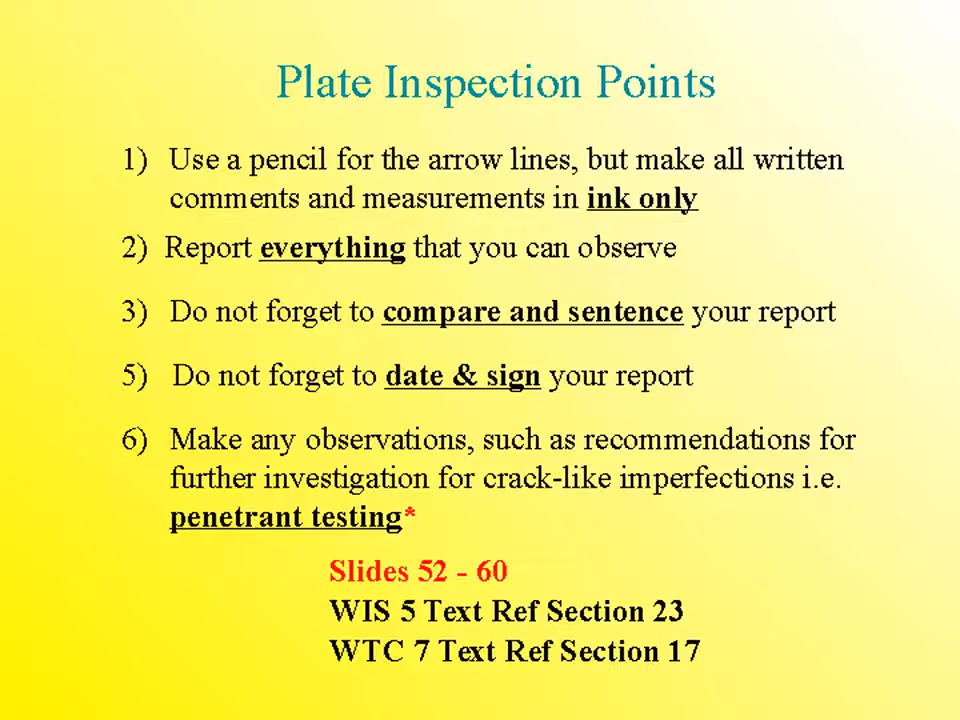 Plate Inspection Points
1) Use a pencil for the arrow lines, but make all written
comments and measurements in ink only
2) Report everything that you can observe
3) Do not forget to compare and sentence your report
5) Do not forget to date & sign your report
6) Make any observations, such as recommendations for
further investigation for crack-like imperfections i.e.
penetrant testing*
Slides 52 - 60
WIS 5 Text Ref Section 23
WTC 7 Text Ref Section 17